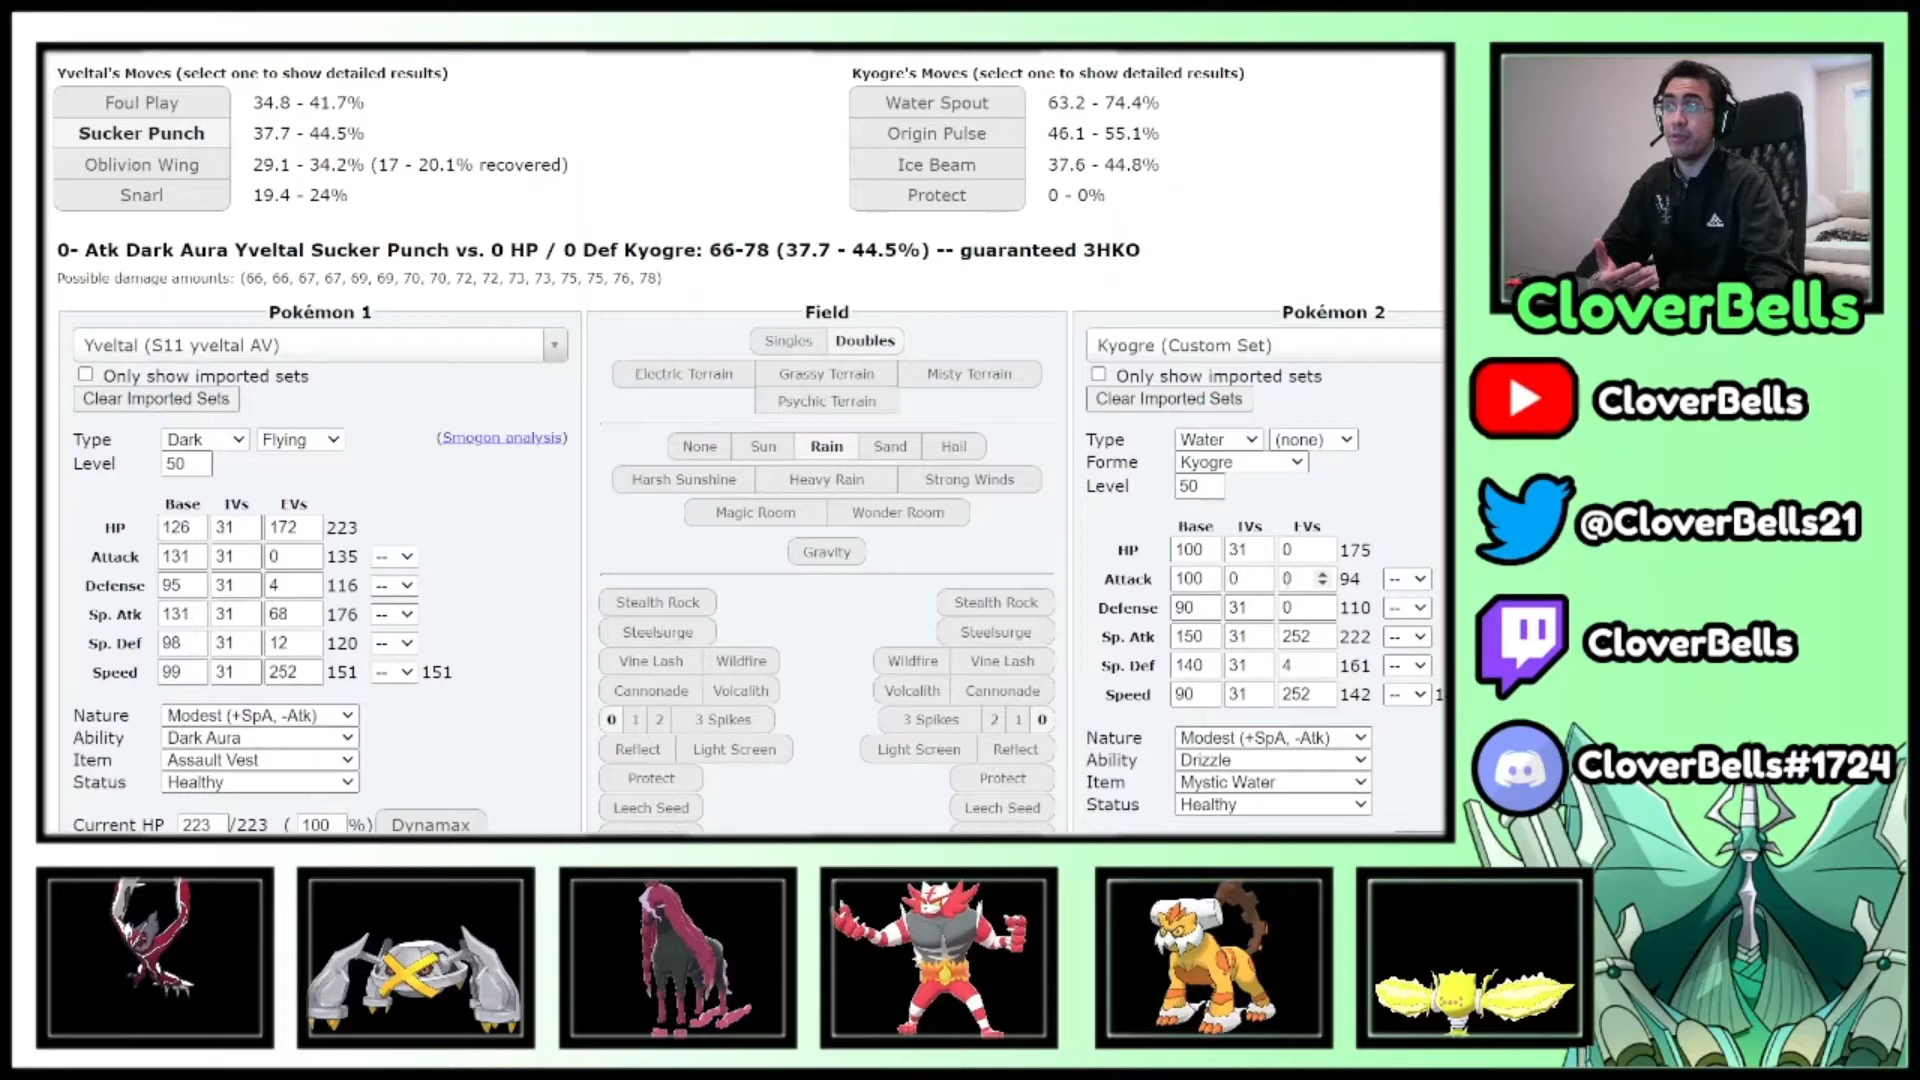 Yveltal's Moves (select one to show detailed results)
Foul Play 34.8 - 41.7%
Sucker Punch 37.7 - 44.5%
Oblivion Wing 29.1 - 34.2% (17 - 20.1% recovered)
Snarl 19.4 - 24%
Kyogre's Moves (select one to show detailed results)
Water Spout 63.2 - 74.4%
Origin Pulse 46.1 - 55.1%
Ice Beam 37.6 - 44.8%
Protect 0 - 0%
0- Atk Dark Aura Yveltal Sucker Punch vs. 0 HP / 0 Def Kyogre: 66-78 (37.7 - 44.5%) -- guaranteed 3HKO
Possible damage amounts: (66, 66, 67, 67, 69, 69, 70, 70, 72, 72, 73, 73, 75, 75, 76, 78)
Pokémon 1
Yveltal (S11 yveltal AV)
Only show imported sets
Clear Imported Sets
Type Dark Flying (Smogon analysis)
Level 50
Base IVs EVs
HP 126 31 172 223
Attack 131 31 0 135 --
Defense 95 31 4 116 --
Sp. Atk 131 31 68 176 --
Sp. Def 98 31 12 120 --
Speed 99 31 252 151 -- 151
Nature Modest (+SpA, -Atk)
Ability Dark Aura
Item Assault Vest
Status Healthy
Current HP 223 /223 ( 100 %) Dynamax
Field
Singles Doubles
Electric Terrain Grassy Terrain Misty Terrain
Psychic Terrain
None Sun Rain Sand Hail
Harsh Sunshine Heavy Rain Strong Winds
Magic Room Wonder Room
Gravity
Stealth Rock Stealth Rock
Steelsurge Steelsurge
Vine Lash Wildfire Wildfire Vine Lash
Cannonade Volcalith Volcalith Cannonade
0 1 2 3 Spikes 3 Spikes 2 1 0
Reflect Light Screen Light Screen Reflect
Protect Protect
Leech Seed Leech Seed
Pokémon 2
Kyogre (Custom Set)
Only show imported sets
Clear Imported Sets
Type Water (none)
Forme Kyogre
Level 50
Base IVs EVs
HP 100 31 0 175
Attack 100 0 0 94 --
Defense 90 31 0 110 --
Sp. Atk 150 31 252 222 --
Sp. Def 140 31 4 161 --
Speed 90 31 252 142 --
Nature Modest (+SpA, -Atk)
Ability Drizzle
Item Mystic Water
Status Healthy
CloverBells
CloverBells
@CloverBells21
CloverBells
CloverBells#1724